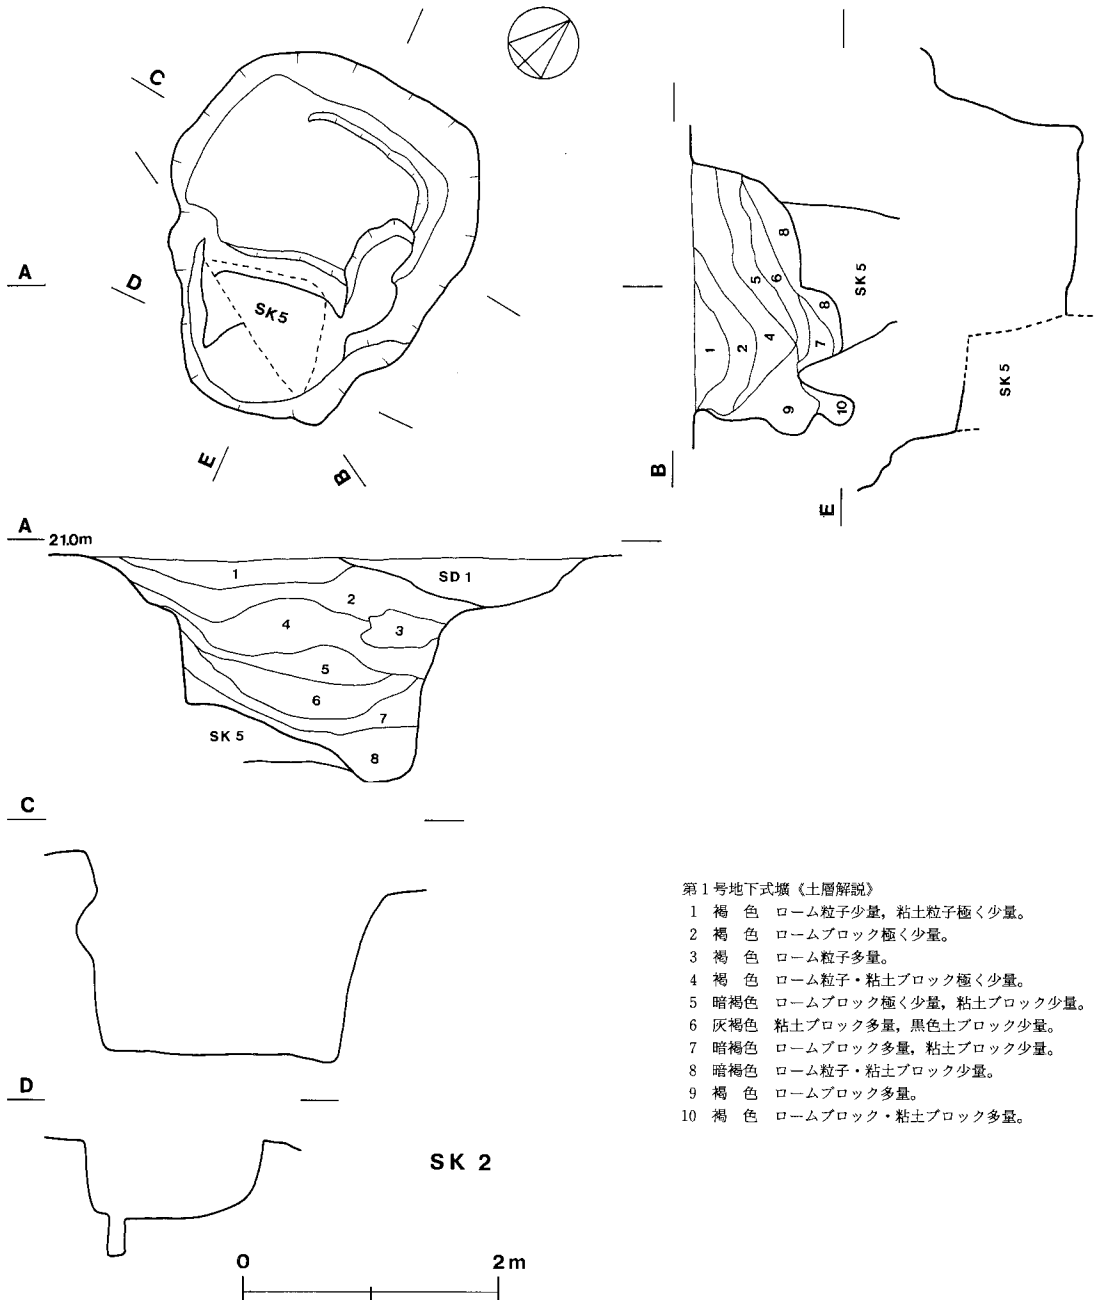 C
A
D
SK5
E
B
B
1
2
4
5
6
8
8
7
9
10
SK 5
E
SK 5
A
21.0m
1
2
SD 1
3
4
5
6
7
8
SK 5
C
D
SK 2
0 2m
第1号地下式壙《土層解説》
1 褐 色 ローム粒子少量，粘土粒子極く少量。
2 褐 色 ロームブロック極く少量。
3 褐 色 ローム粒子多量。
4 褐 色 ローム粒子・粘土ブロック極く少量。
5 暗褐色 ロームブロック極く少量，粘土ブロック少量。
6 灰褐色 粘土ブロック多量，黒色土ブロック少量。
7 暗褐色 ロームブロック多量，粘土ブロック少量。
8 暗褐色 ローム粒子・粘土ブロック少量。
9 褐 色 ロームブロック多量。
10 褐 色 ロームブロック・粘土ブロック多量。